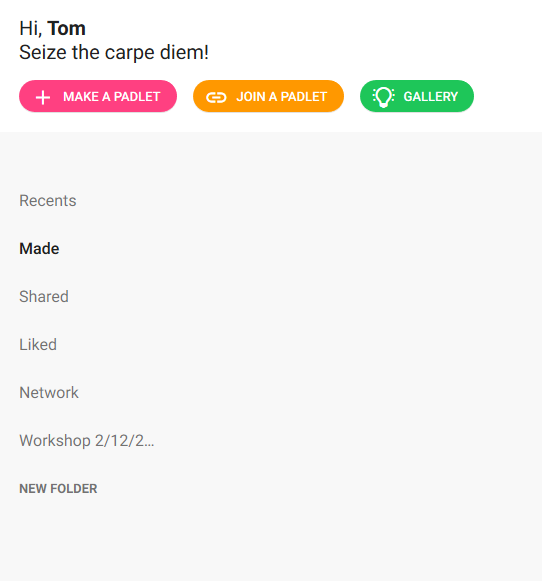 Hi, Tom
Seize the carpe diem!
MAKE A PADLET JOIN A PADLET GALLERY
Recents
Made
Shared
Liked
Network
Workshop 2/12/2...
NEW FOLDER